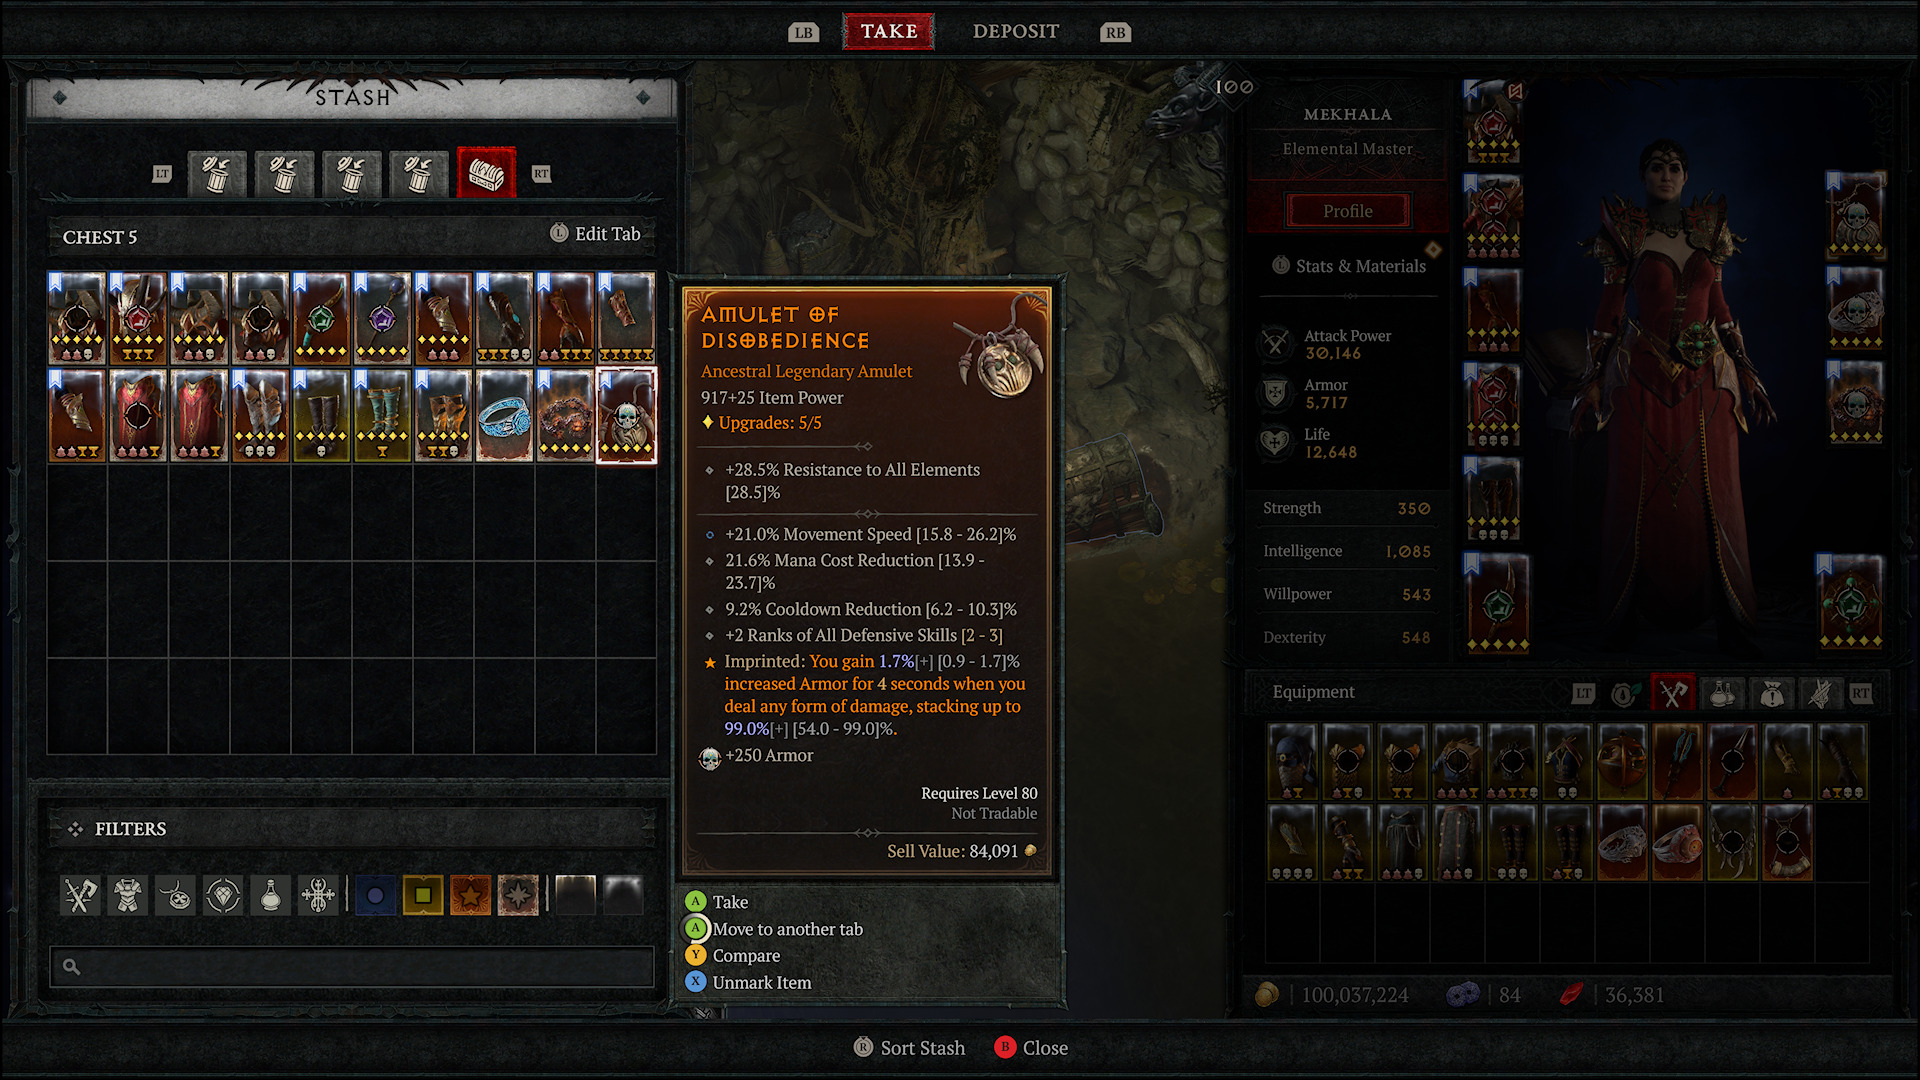 LB
TAKE
DEPOSIT
RB
STASH
LT
RT
CHEST 5
L
Edit Tab
AMULET OF
DISOBEDIENCE
Ancestral Legendary Amulet
917+25 Item Power
Upgrades: 5/5
+28.5% Resistance to All Elements
[28.5]%
+21.0% Movement Speed [15.8 - 26.2]%
21.6% Mana Cost Reduction [13.9 -
23.7]%
9.2% Cooldown Reduction [6.2 - 10.3]%
+2 Ranks of All Defensive Skills [2 - 3]
Imprinted: You gain 1.7%[+] [0.9 - 1.7]%
increased Armor for 4 seconds when you
deal any form of damage, stacking up to
99.0%[+] [54.0 - 99.0]%.
+250 Armor
Requires Level 80
Not Tradable
Sell Value: 84,091
A Take
A Move to another tab
Y Compare
X Unmark Item
FILTERS
100
MEKHALA
Elemental Master
Profile
L Stats & Materials
Attack Power
30,146
Armor
5,717
Life
12,648
Strength 350
Intelligence 1,085
Willpower 543
Dexterity 548
Equipment
LT
RT
100,037,224
84
36,381
R Sort Stash
B Close